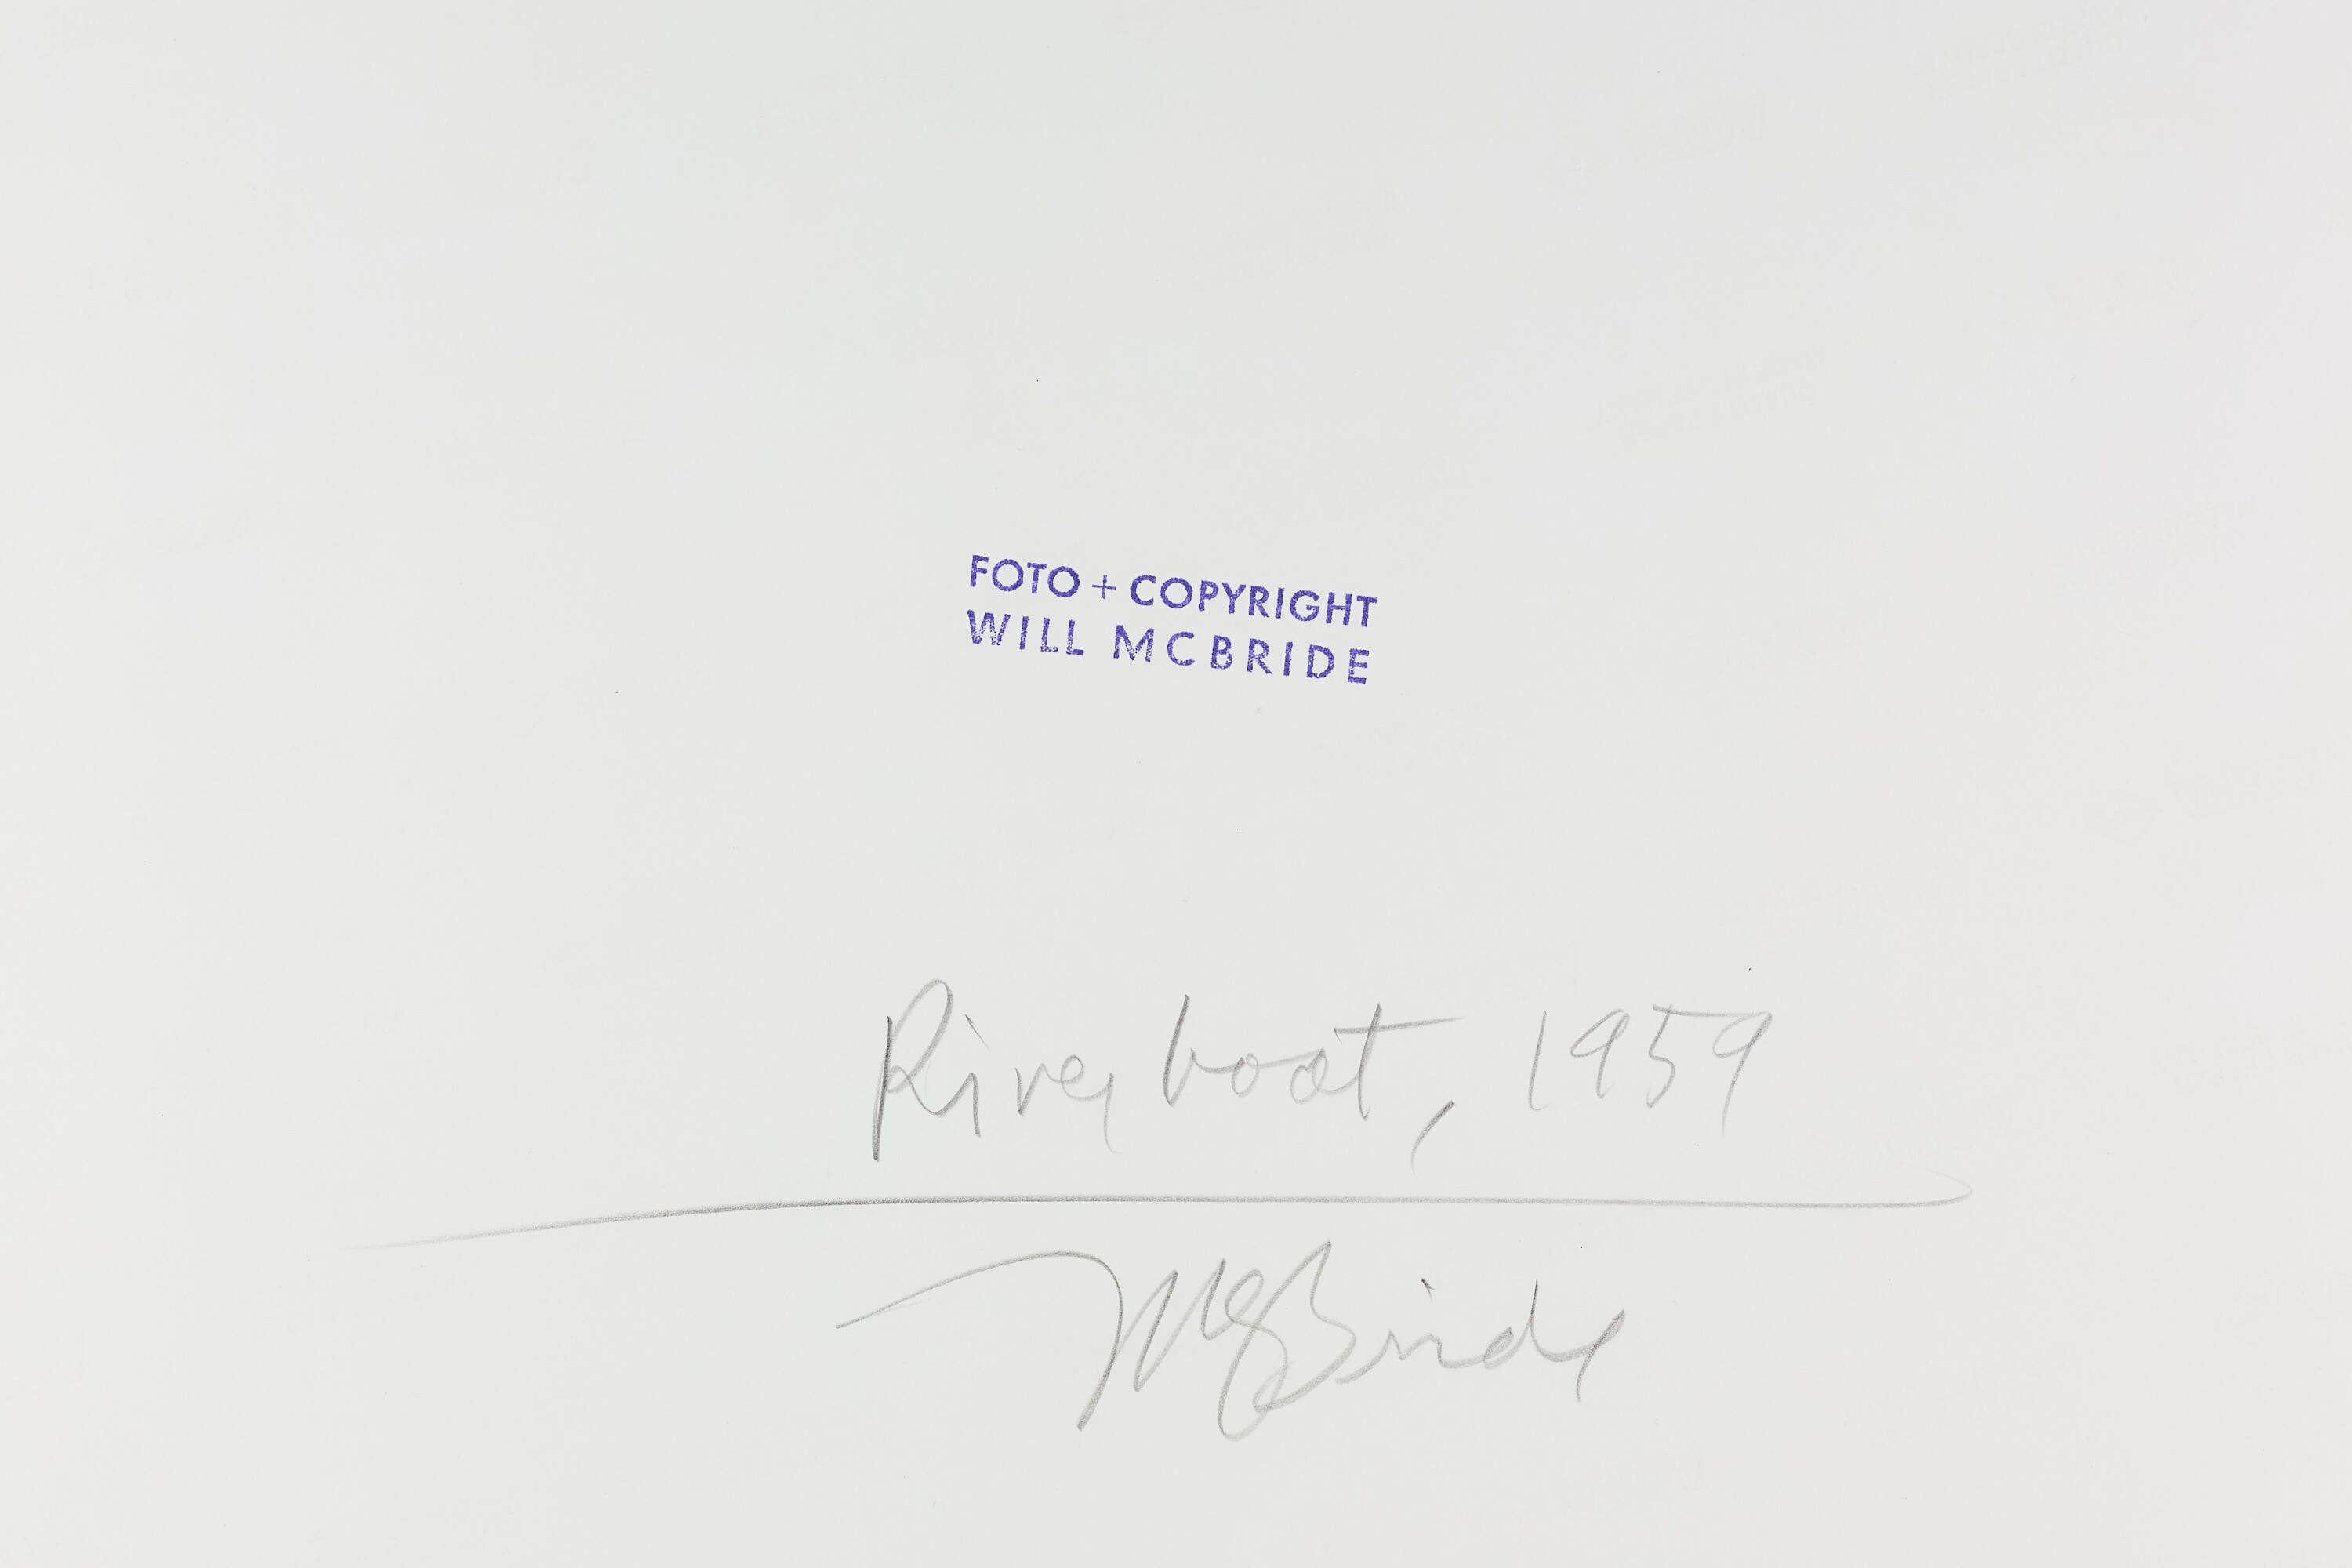 FOTO + COPYRIGHT
WILL MCBRIDE
Riverboat, 1959
McBride